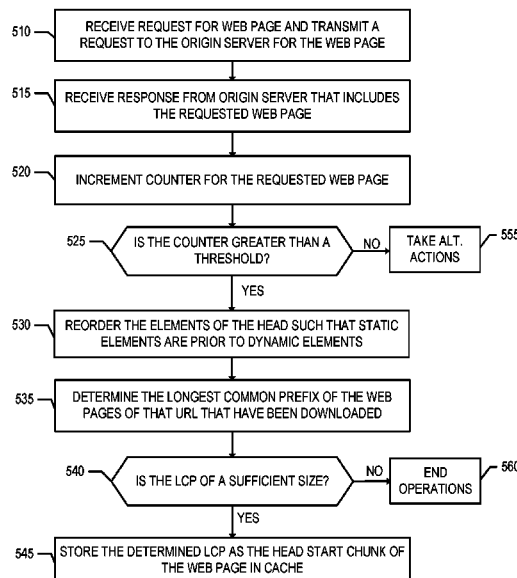 510
RECEIVE REQUEST FOR WEB PAGE AND TRANSMIT A
REQUEST TO THE ORIGIN SERVER FOR THE WEB PAGE
515
RECEIVE RESPONSE FROM ORIGIN SERVER THAT INCLUDES
THE REQUESTED WEB PAGE
520
INCREMENT COUNTER FOR THE REQUESTED WEB PAGE
525
IS THE COUNTER GREATER THAN A
THRESHOLD?
NO
TAKE ALT.
ACTIONS
555
YES
530
REORDER THE ELEMENTS OF THE HEAD SUCH THAT STATIC
ELEMENTS ARE PRIOR TO DYNAMIC ELEMENTS
535
DETERMINE THE LONGEST COMMON PREFIX OF THE WEB
PAGES OF THAT URL THAT HAVE BEEN DOWNLOADED
540
IS THE LCP OF A SUFFICIENT SIZE?
NO
END
OPERATIONS
560
YES
545
STORE THE DETERMINED LCP AS THE HEAD START CHUNK OF
THE WEB PAGE IN CACHE